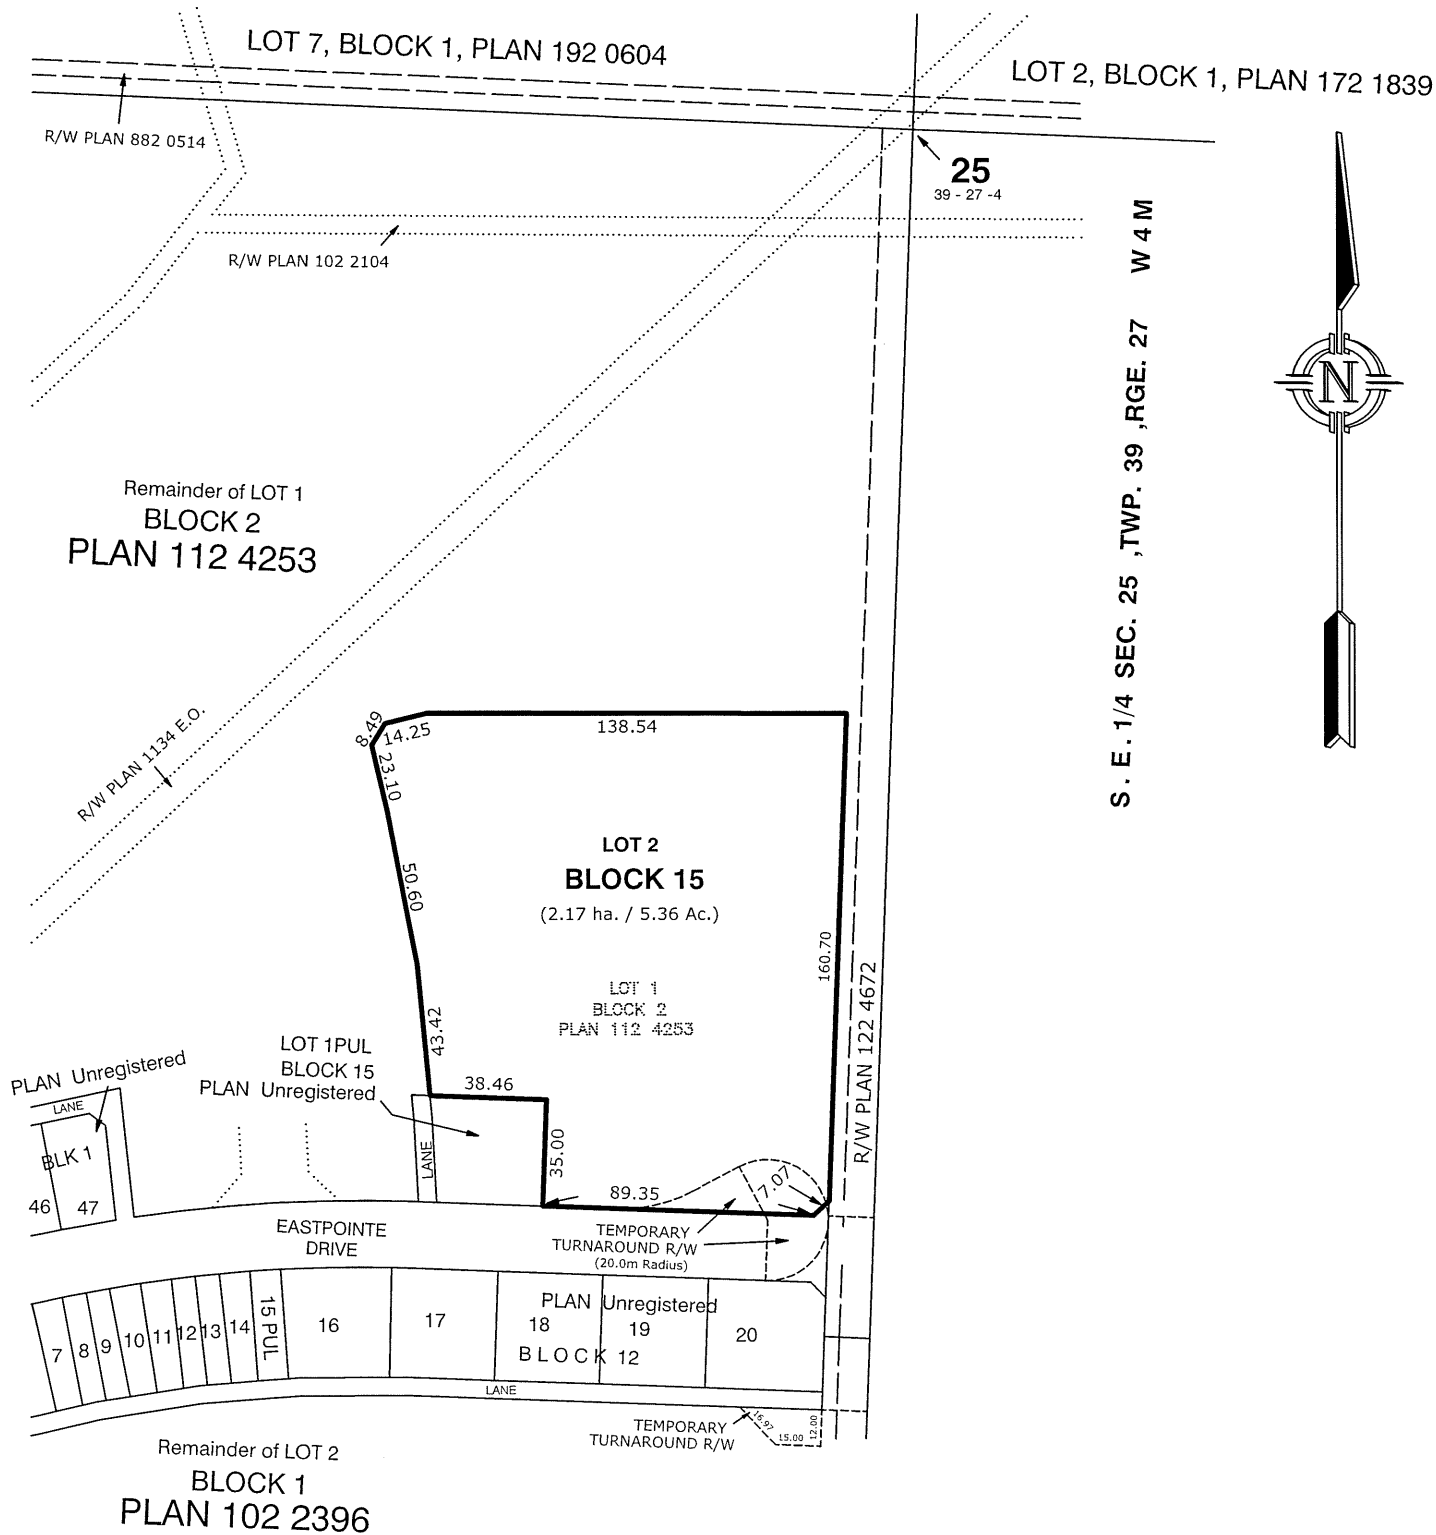 LOT 7, BLOCK 1, PLAN 192 0604
LOT 2, BLOCK 1, PLAN 172 1839
R/W PLAN 882 0514
25
39 - 27 -4
R/W PLAN 102 2104
S . E . 1/4 SEC. 25 ,TWP. 39 ,RGE. 27 W 4 M
N
Remainder of LOT 1
BLOCK 2
PLAN 112 4253
R/W PLAN 1134 E.O.
8.49
14.25
138.54
23.10
50.60
43.42
LOT 2
BLOCK 15
(2.17 ha. / 5.36 Ac.)
160.70
LOT 1
BLOCK 2
PLAN 112 4253
R/W PLAN 122 4672
LOT 1PUL
BLOCK 15
PLAN Unregistered
PLAN Unregistered
LANE
BLK 1
46
47
38.46
35.00
LANE
89.35
7.07
EASTPOINTE
DRIVE
TEMPORARY
TURNAROUND R/W
(20.0m Radius)
PLAN Unregistered
7
8
9
10
11
12
13
14
15 PUL
16
17
18
19
20
BLOCK 12
LANE
TEMPORARY
TURNAROUND R/W
16.97
15.00
12.00
Remainder of LOT 2
BLOCK 1
PLAN 102 2396